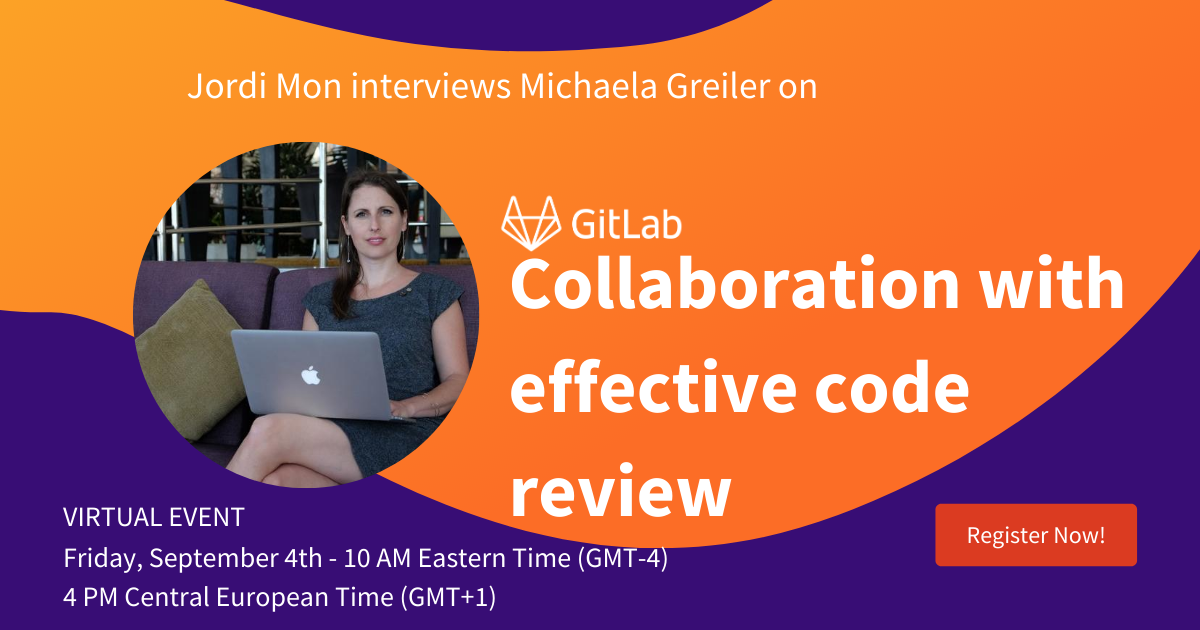 Jordi Mon interviews Michaela Greiler on
GitLab
Collaboration with
effective code
review
VIRTUAL EVENT
Friday, September 4th - 10 AM Eastern Time (GMT-4)
4 PM Central European Time (GMT+1)
Register Now!